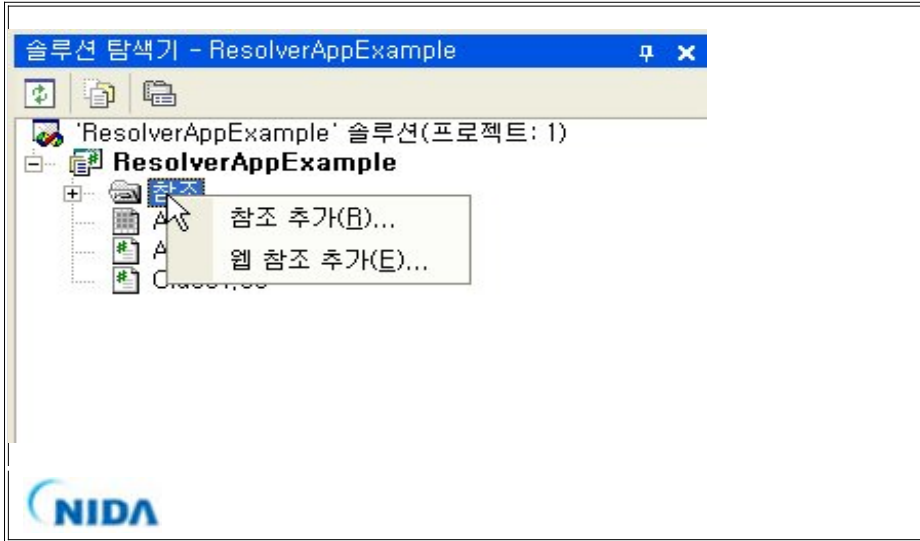 솔루션 탐색기 - ResolverAppExample
'ResolverAppExample' 솔루션(프로젝트: 1)
ResolverAppExample
참조
참조 추가(R)...
웹 참조 추가(E)...
NIDA